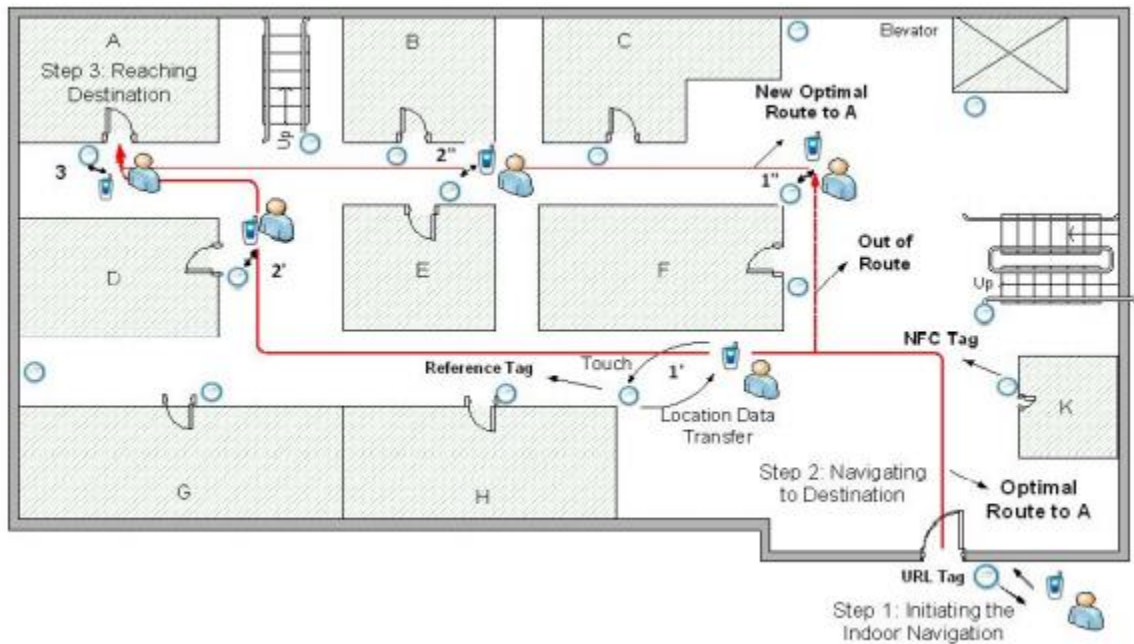 A
Step 3: Reaching
Destination
Up
B
C
Elevator
New Optimal
Route to A
3
2"
1"
D
2'
E
F
Out of
Route
Up
NFC Tag
Reference Tag
Touch
1'
Location Data
Transfer
K
G
H
Step 2: Navigating
to Destination
Optimal
Route to A
URL Tag
Step 1: Initiating the
Indoor Navigation